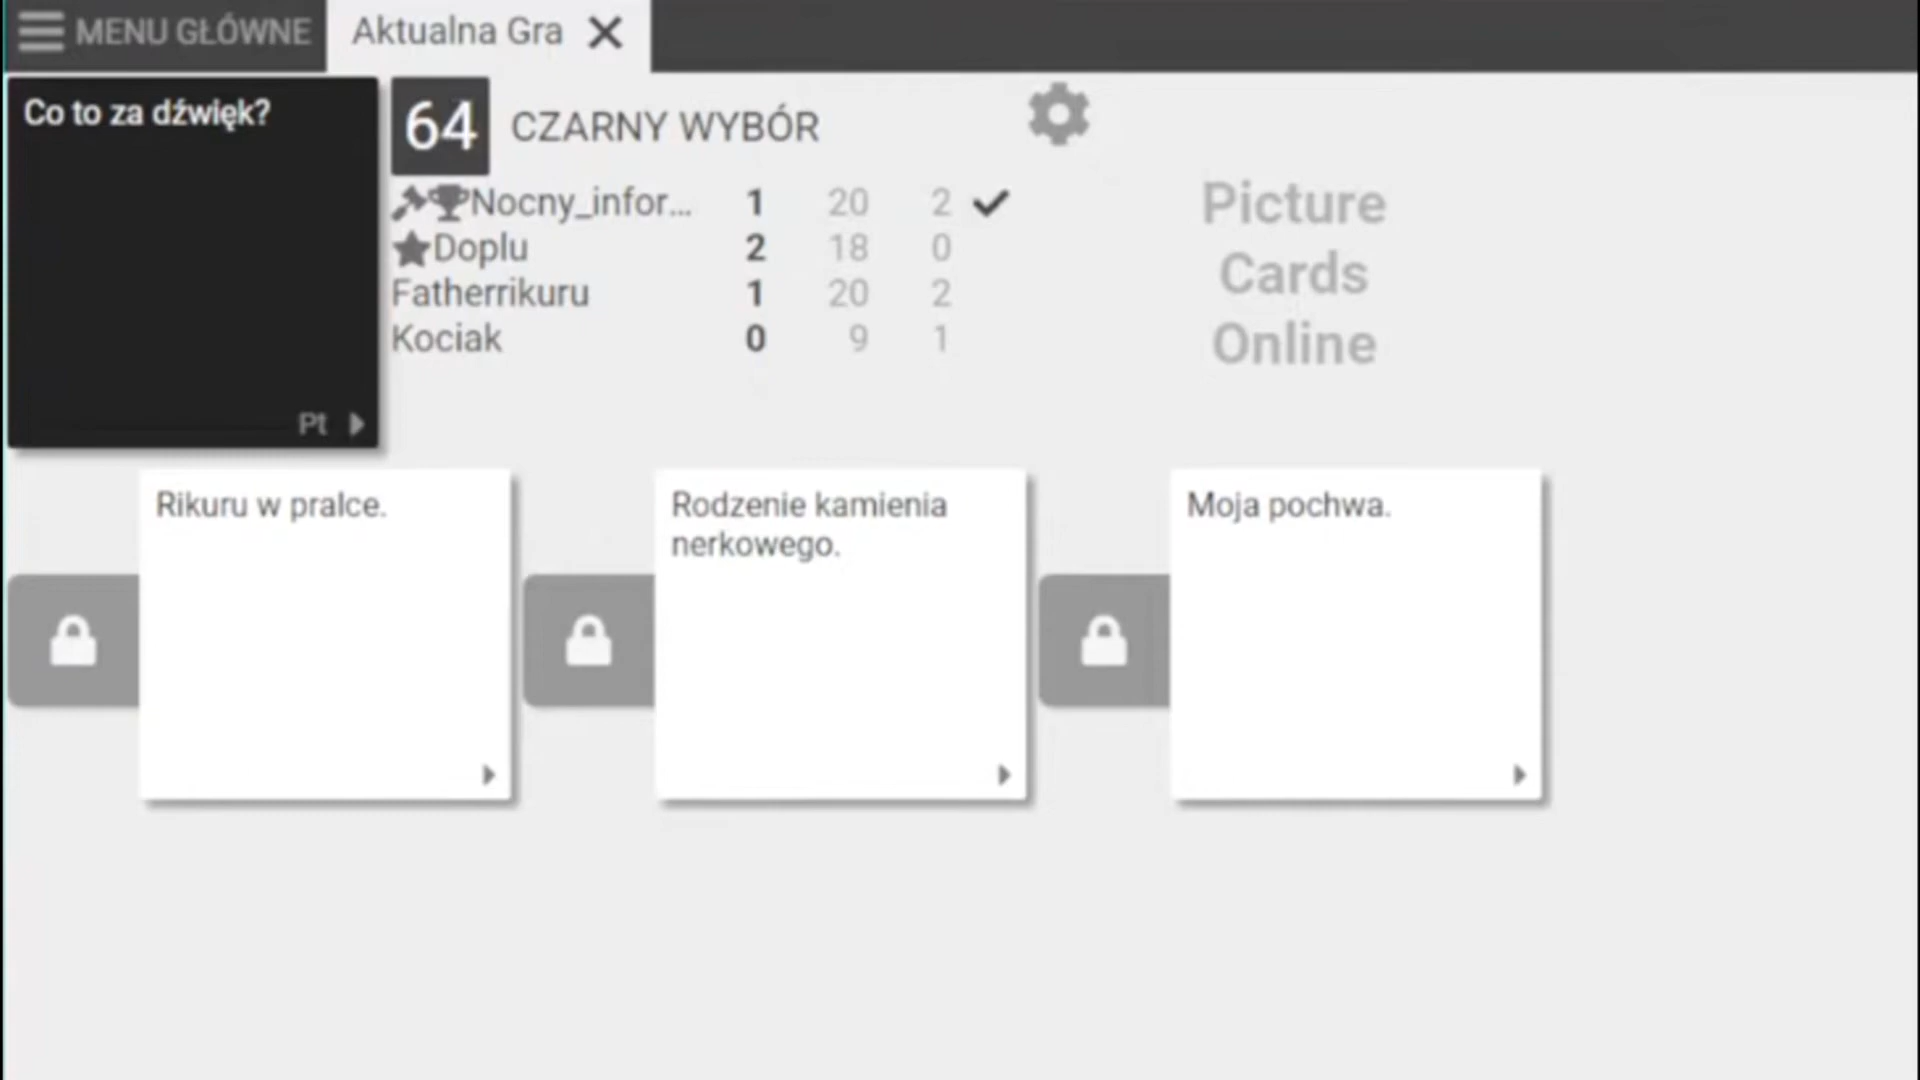 MENU GŁÓWNE
Aktualna Gra
Co to za dźwięk?
Pt
64
CZARNY WYBÓR
Nocny_infor... 1 20 2
Doplu 2 18 0
Fatherrikuru 1 20 2
Kociak 0 9 1
Picture
Cards
Online
Rikuru w pralce.
Rodzenie kamienia
nerkowego.
Moja pochwa.